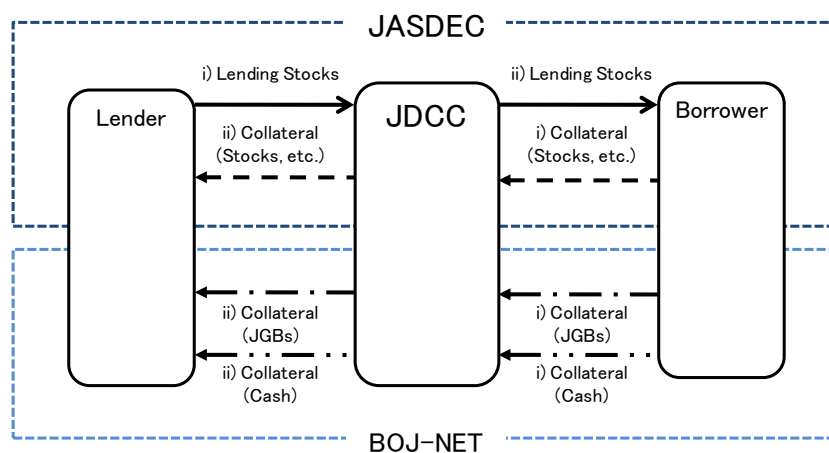 JASDEC
i) Lending Stocks
ii) Lending Stocks
Lender
JDCC
Borrower
ii) Collateral
(Stocks, etc.)
i) Collateral
(Stocks, etc.)
ii) Collateral
(JGBs)
i) Collateral
(JGBs)
ii) Collateral
(Cash)
i) Collateral
(Cash)
BOJ-NET